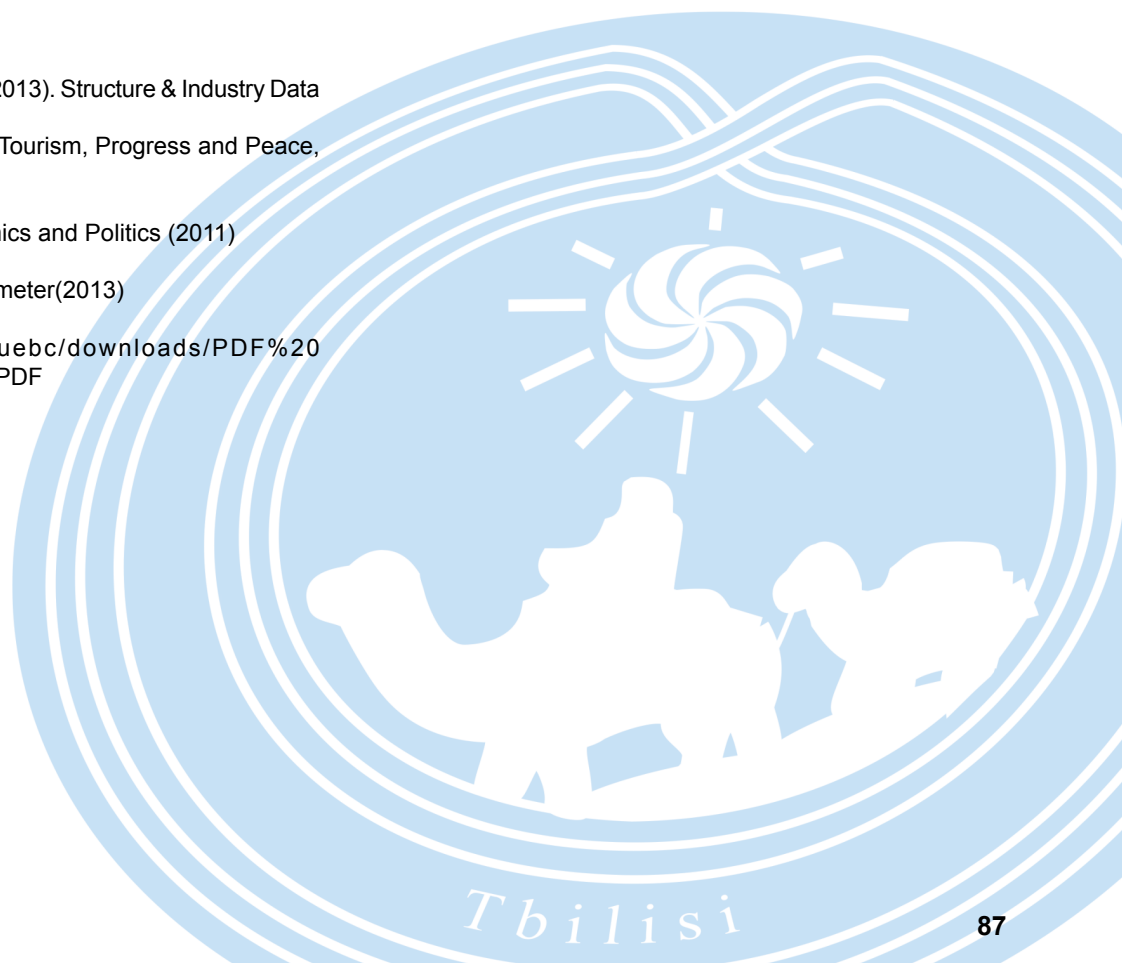 2013). Structure & Industry Data
Tourism, Progress and Peace,
ics and Politics (2011)
meter(2013)
uebc/downloads/PDF%20
PDF
Tbilisi
87